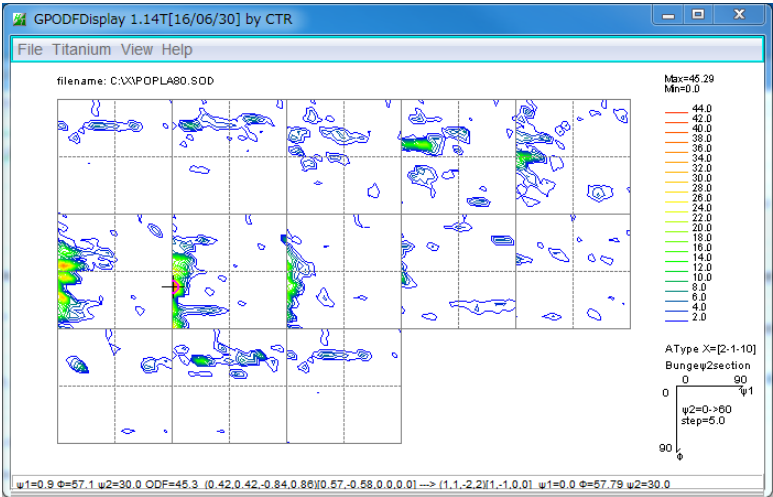 GPODFDisplay 1.14T[16/06/30] by CTR
File Titanium View Help
filename: C:\X\POPLA80.SOD
Max=45.29
Min=0.0
44.0
42.0
40.0
38.0
36.0
34.0
32.0
30.0
28.0
26.0
24.0
22.0
20.0
18.0
16.0
14.0
12.0
10.0
8.0
6.0
4.0
2.0
AType X=[2-1-10]
Bungeψ2section
0 90
0 ψ1
ψ2=0->60
step=5.0
90 Φ
ψ1=0.9 Φ=57.1 ψ2=30.0 ODF=45.3 (0.42,0.42,-0.84,0.86)[0.57,-0.58,0.0,0.0] ---> (1,1,-2,2)[1,-1,0,0] ψ1=0.0 Φ=57.79 ψ2=30.0